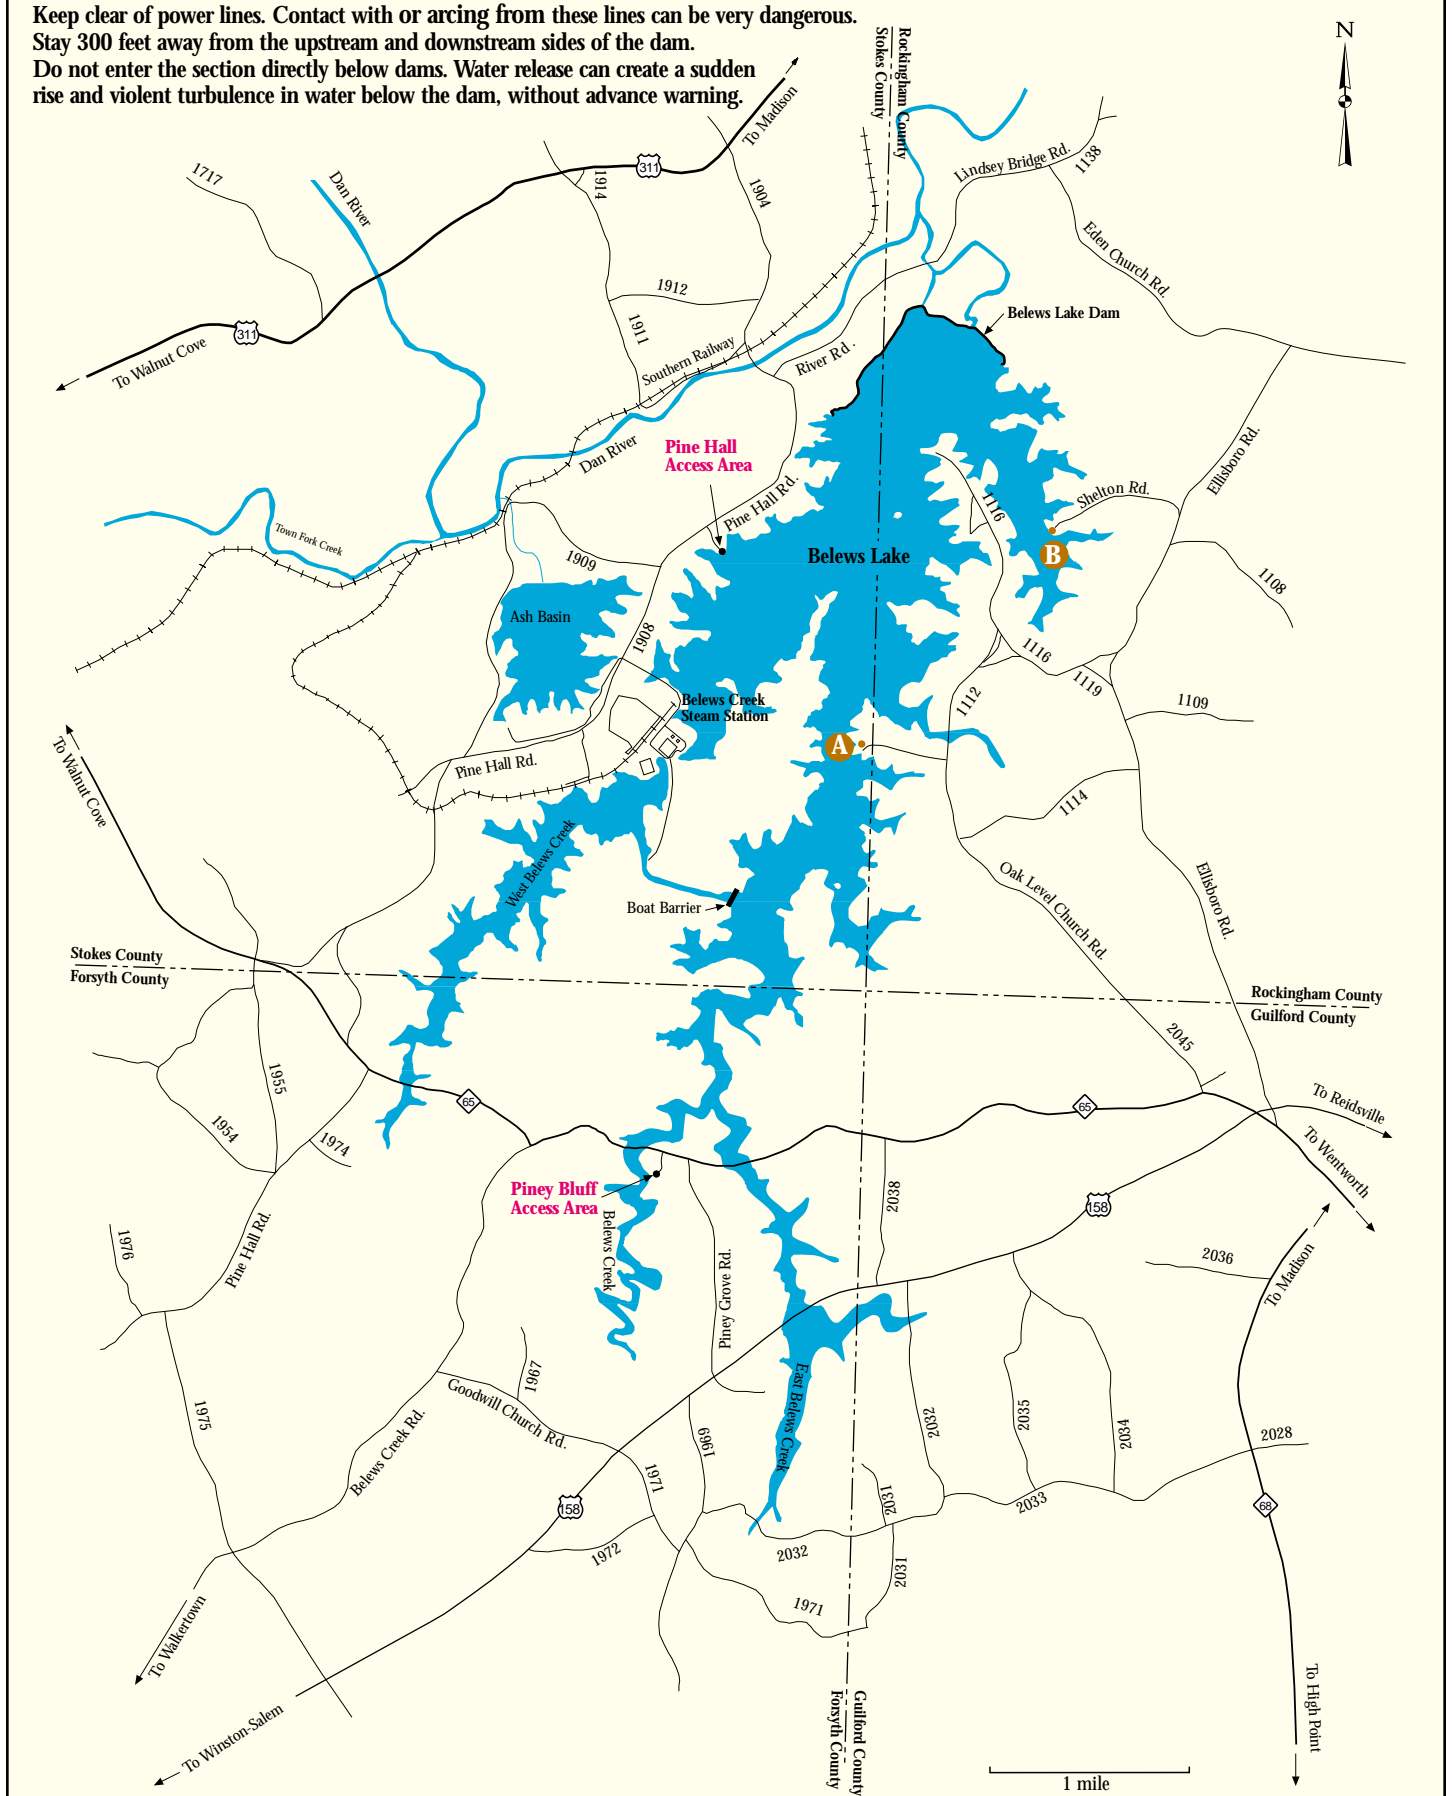 Keep clear of power lines. Contact with or arcing from these lines can be very dangerous.
Stay 300 feet away from the upstream and downstream sides of the dam.
Do not enter the section directly below dams. Water release can create a sudden
rise and violent turbulence in water below the dam, without advance warning.
N
Stokes County
Rockingham County
To Madison
311
1717
Dan River
1914
1904
Lindsey Bridge Rd.
1138
Eden Church Rd.
1912
1911
311
To Walnut Cove
Southern Railway
River Rd.
Belews Lake Dam
Dan River
Pine Hall
Access Area
Pine Hall Rd.
Ellisboro Rd.
Shelton Rd.
1116
Town Fork Creek
1909
Belews Lake
B
1108
Ash Basin
1908
1116
1119
1112
1109
Belews Creek
Steam Station
A
To Walnut Cove
Pine Hall Rd.
1114
West Belews Creek
Oak Level Church Rd.
Ellisboro Rd.
Boat Barrier
Stokes County
Forsyth County
Rockingham County
Guilford County
2045
1955
1954
1974
65
65
To Reidsville
To Wentworth
Piney Bluff
Access Area
Belews Creek
2038
158
1976
Pine Hall Rd.
Piney Grove Rd.
2036
To Madison
1967
Goodwill Church Rd.
East Belews Creek
1975
Belews Creek Rd.
1969
1971
2032
2035
2034
2028
2031
2033
158
68
1972
2032
2031
1971
To Walkertown
To Winston-Salem
Forsyth County
Guilford County
To High Point
1 mile